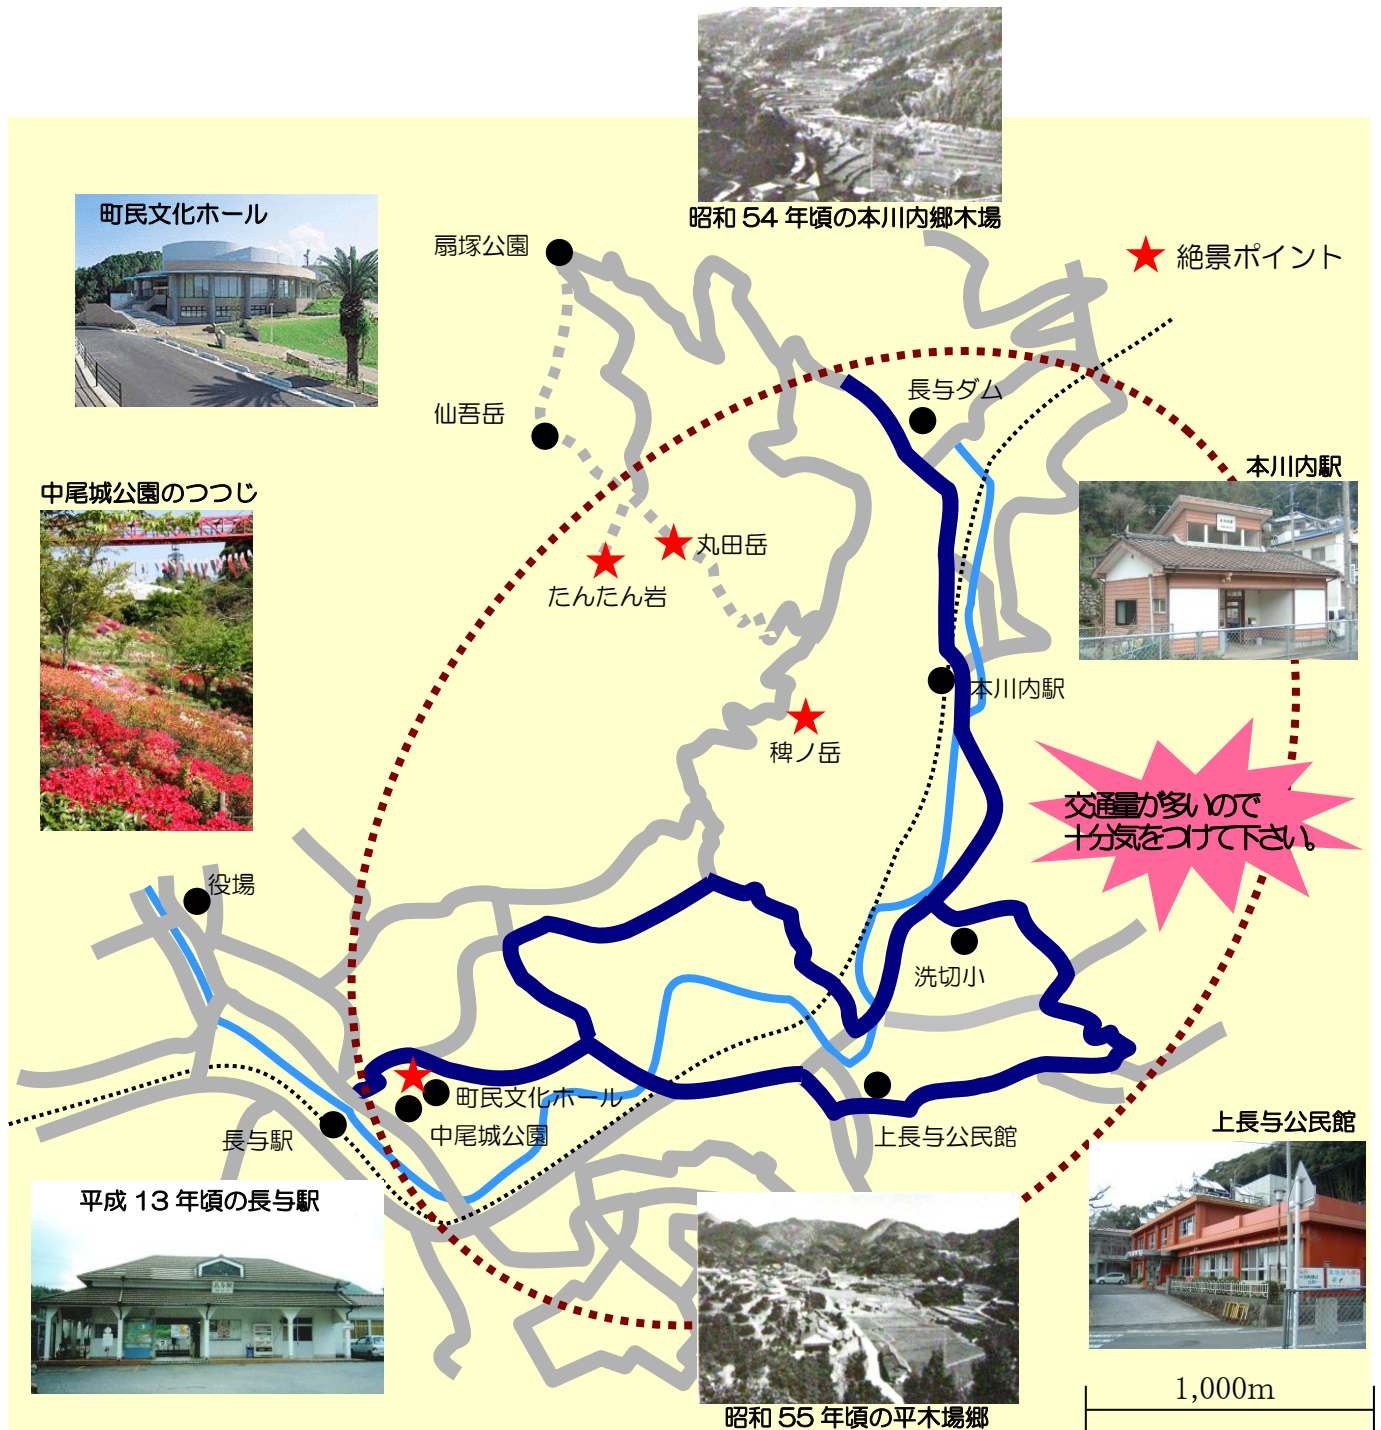 昭和54年頃の本川内郷木場
町民文化ホール
扇塚公園
絶景ポイント
長与ダム
仙吾岳
本川内駅
中尾城公園のつつじ
丸田岳
たんたん岩
本川内駅
稗ノ岳
交通量が多いので
十分気をつけて下さい。
役場
洗切小
町民文化ホール
中尾城公園
長与駅
上長与公民館
上長与公民館
平成13年頃の長与駅
1,000m
昭和55年頃の平木場郷